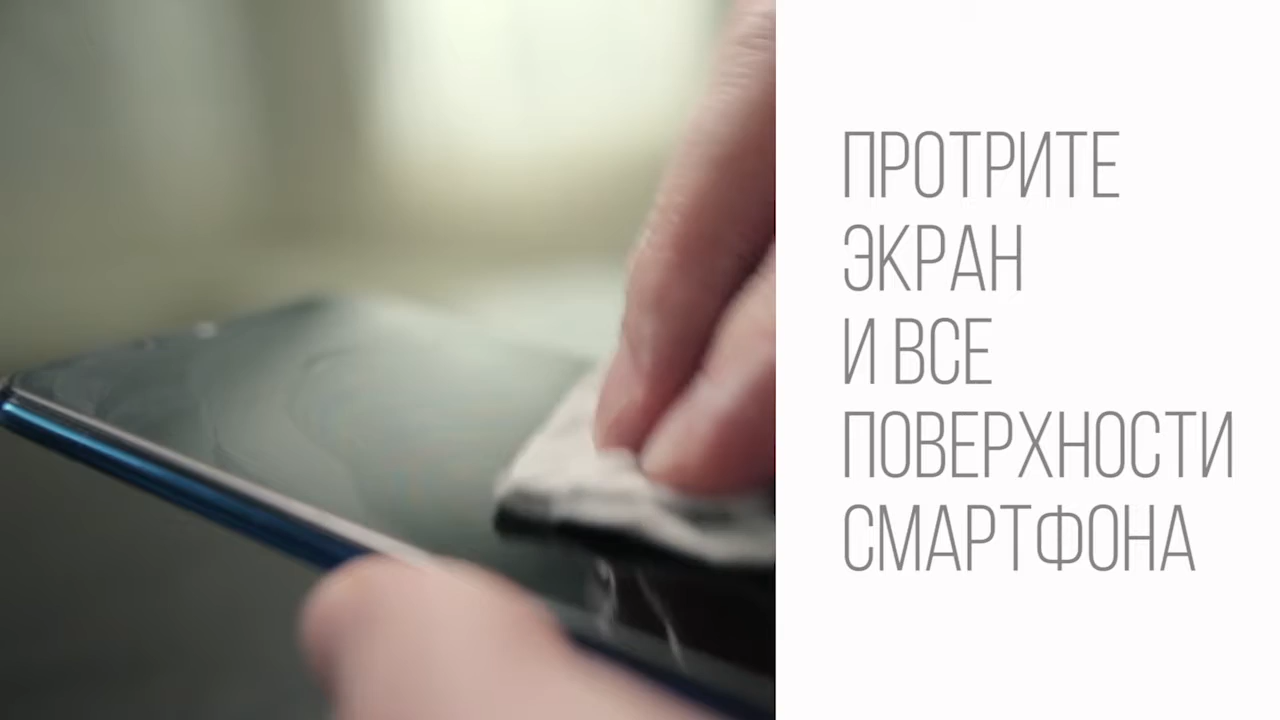 ПРОТРИТЕ
ЭКРАН
И ВСЕ
ПОВЕРХНОСТИ
СМАРТФОНА